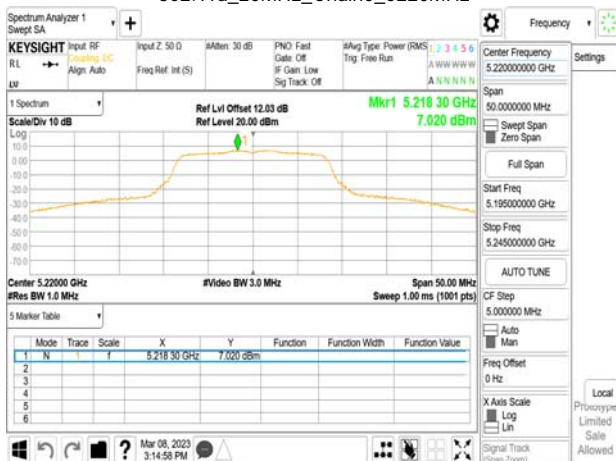 Spectrum Analyzer 1
Swept SA
+
Frequency
KEYSIGHT
RL
LV
Input: RF
Coupling: DC
Align: Auto
Input Z: 50 Ω
Freq Ref: Int (S)
#Atten: 30 dB
PNO: Fast
Gate: Off
IF Gain: Low
Sig Track: Off
#Avg Type: Power (RMS
Trig: Free Run
1 2 3 4 5 6
A W W W W W
A N N N N N
Center Frequency
5.220000000 GHz
Settings
1 Spectrum
Scale/Div 10 dB
Log
Ref Lvl Offset 12.03 dB
Ref Level 20.00 dBm
Mkr1 5.218 30 GHz
7.020 dBm
Span
50.0000000 MHz
Swept Span
Zero Span
Full Span
Start Freq
5.195000000 GHz
Stop Freq
5.245000000 GHz
AUTO TUNE
CF Step
5.000000 MHz
Auto
Man
Freq Offset
0 Hz
X Axis Scale
Log
Lin
Signal Track
(Span Zoom)
10.0
0.00
-10.0
-20.0
-30.0
-40.0
-50.0
-60.0
-70.0
1
Center 5.22000 GHz
#Res BW 1.0 MHz
#Video BW 3.0 MHz
Span 50.00 MHz
Sweep 1.00 ms (1001 pts)
5 Marker Table
Mode Trace Scale X Y Function Function Width Function Value
1 N 1 f 5.218 30 GHz 7.020 dBm
2
3
4
5
6
Mar 08, 2023
3:14:58 PM
Local
Prototype
Limited
Sale
Allowed